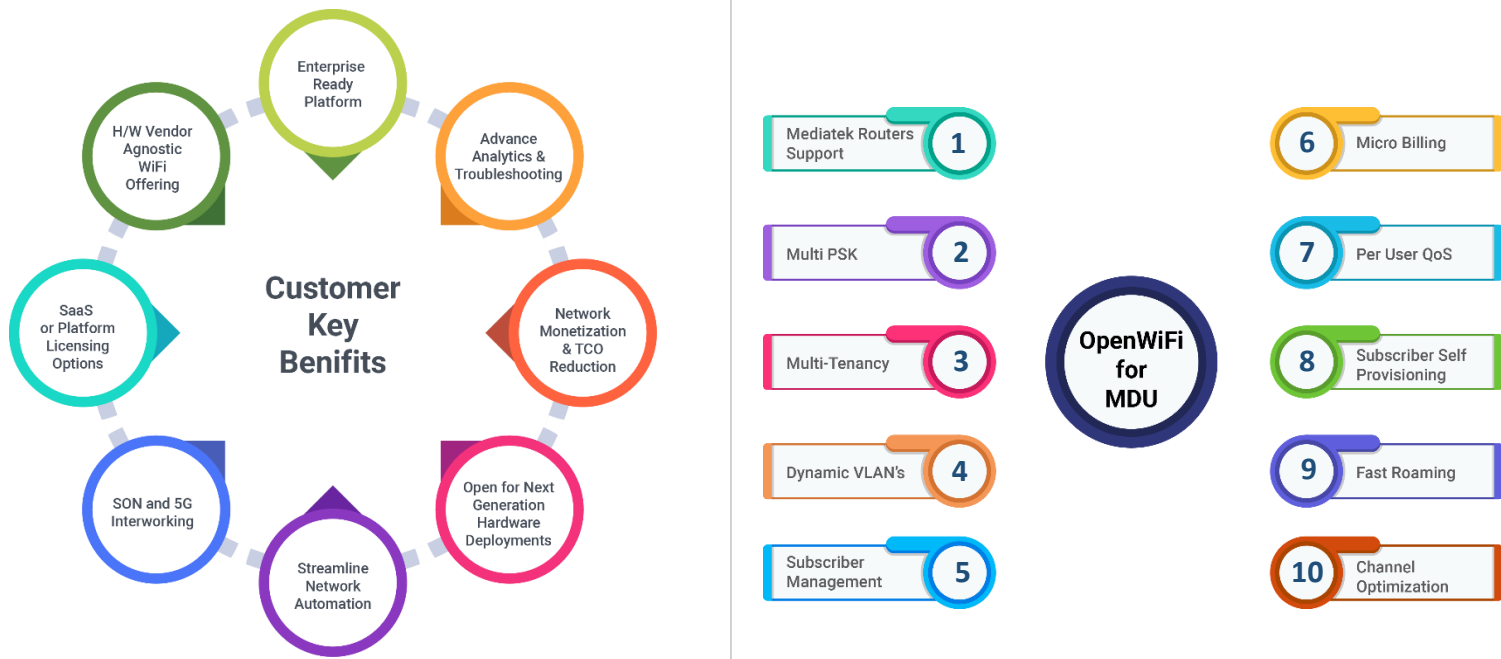 Enterprise
Ready
Platform
Advance
Analytics &
Troubleshooting
Network
Monetization
& TCO
Reduction
Open for Next
Generation
Hardware
Deployments
Streamline
Network
Automation
SON and 5G
Interworking
SaaS
or Platform
Licensing
Options
H/W Vendor
Agnostic
WiFi
Offering
Customer
Key
Benifits
Mediatek Routers
Support
1
Multi PSK
2
Multi-Tenancy
3
Dynamic VLAN's
4
Subscriber
Management
5
OpenWiFi
for
MDU
6
Micro Billing
7
Per User QoS
8
Subscriber Self
Provisioning
9
Fast Roaming
10
Channel
Optimization